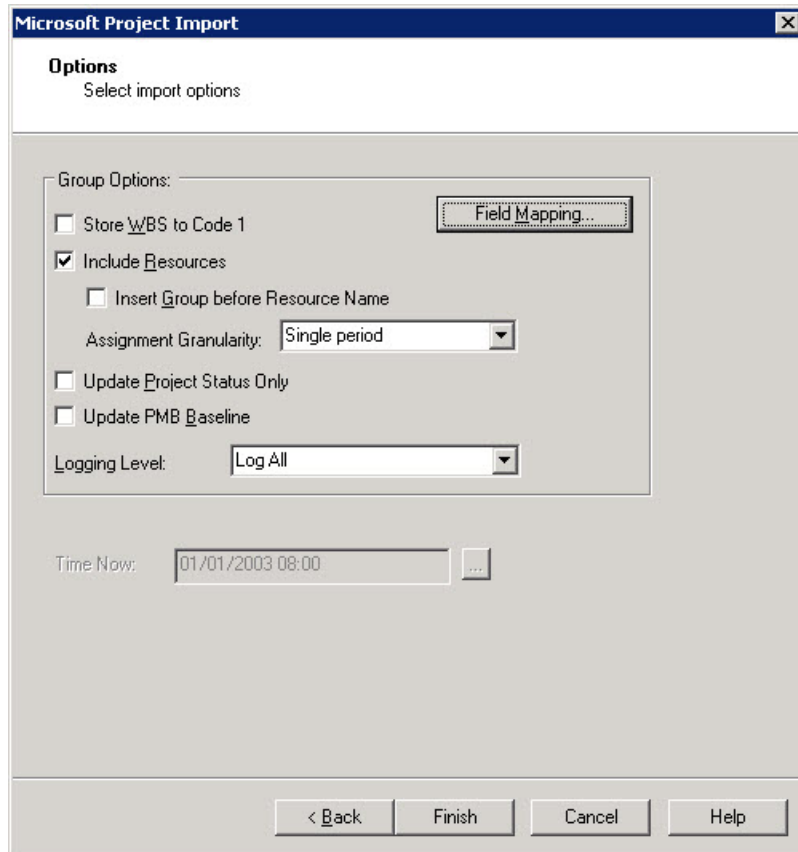 Microsoft Project Import
Options
Select import options
Group Options:
Store WBS to Code 1
Field Mapping...
Include Resources
Insert Group before Resource Name
Assignment Granularity: Single period
Update Project Status Only
Update PMB Baseline
Logging Level: Log All
Time Now: 01/01/2003 08:00 ...
< Back Finish Cancel Help